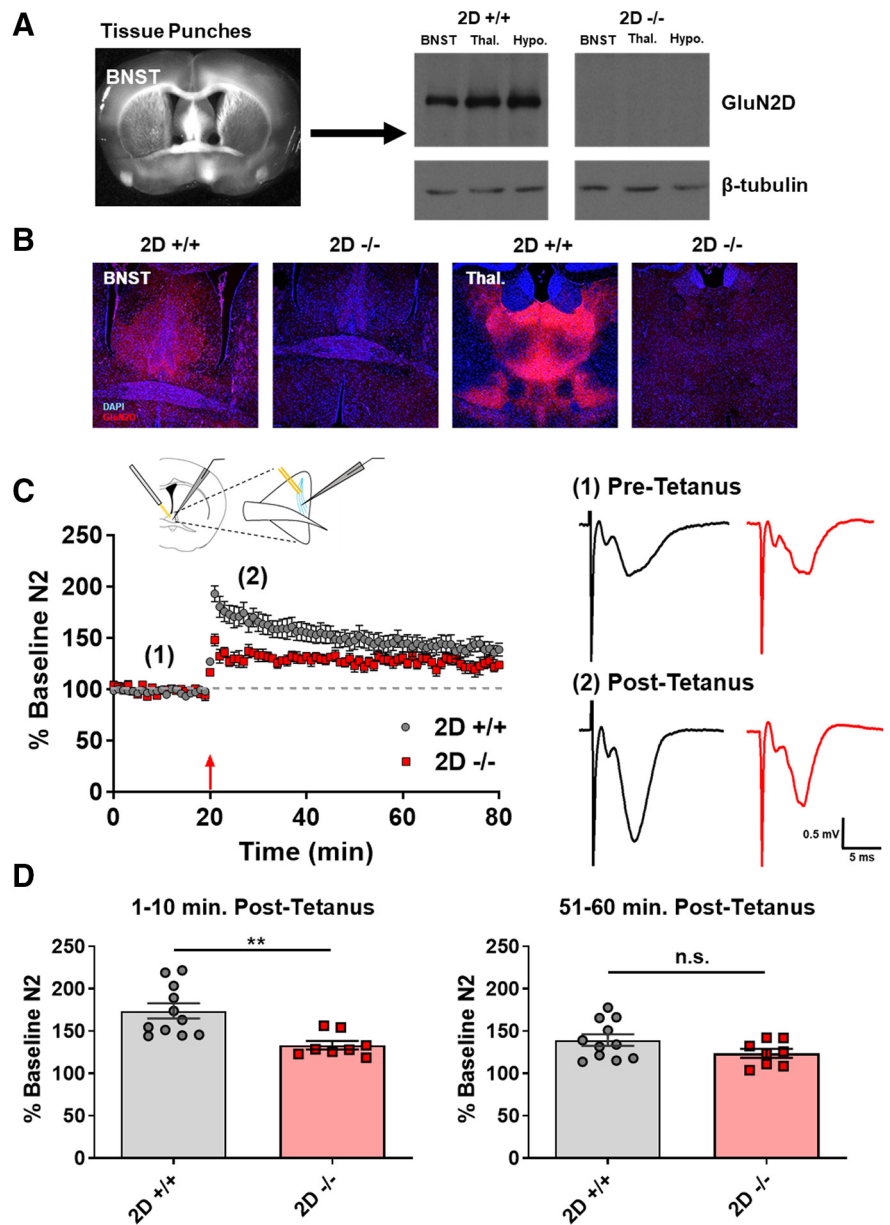 A
Tissue Punches
BNST
2D +/+
2D -/-
BNST Thal. Hypo.
BNST Thal. Hypo.
GluN2D
β-tubulin
B
2D +/+
2D -/-
2D +/+
2D -/-
BNST
Thal.
DAPI
GluN2D
C
% Baseline N2
250
200
150
100
50
0
(1)
(2)
2D +/+
2D -/-
0 20 40 60 80
Time (min)
(1) Pre-Tetanus
(2) Post-Tetanus
0.5 mV
5 ms
D
1-10 min. Post-Tetanus
% Baseline N2
250
200
150
100
50
0
**
2D +/+
2D -/-
51-60 min. Post-Tetanus
% Baseline N2
250
200
150
100
50
0
n.s.
2D +/+
2D -/-